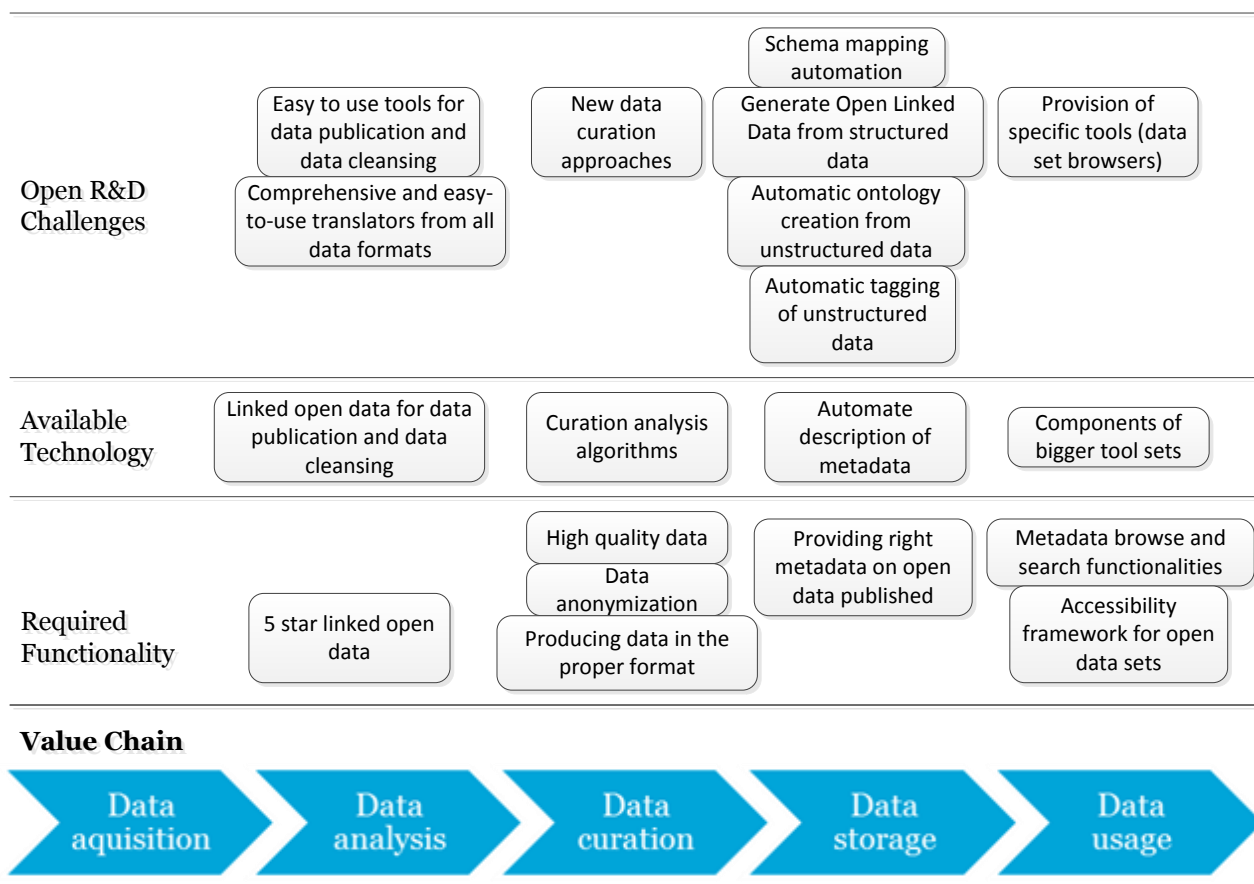 Open R&D
Challenges
Easy to use tools for
data publication and
data cleansing
Comprehensive and easy-
to-use translators from all
data formats
New data
curation
approaches
Schema mapping
automation
Generate Open Linked
Data from structured
data
Automatic ontology
creation from
unstructured data
Automatic tagging
of unstructured
data
Provision of
specific tools (data
set browsers)
Available
Technology
Linked open data for data
publication and data
cleansing
Curation analysis
algorithms
Automate
description of
metadata
Components of
bigger tool sets
Required
Functionality
5 star linked open
data
High quality data
Data
anonymization
Producing data in the
proper format
Providing right
metadata on open
data published
Metadata browse and
search functionalities
Accessibility
framework for open
data sets
Value Chain
Data
aquisition
Data
analysis
Data
curation
Data
storage
Data
usage